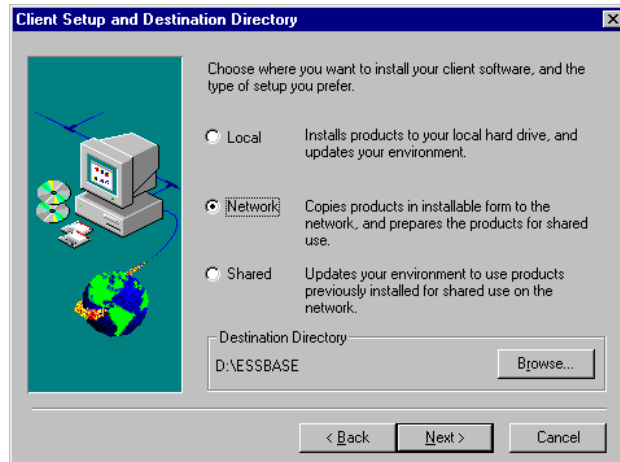 Client Setup and Destination Directory
Choose where you want to install your client software, and the
type of setup you prefer.
Local
Installs products to your local hard drive, and
updates your environment.
Network
Copies products in installable form to the
network, and prepares the products for shared
use.
Shared
Updates your environment to use products
previously installed for shared use on the
network.
Destination Directory
D:\ESSBASE
Browse...
< Back
Next >
Cancel